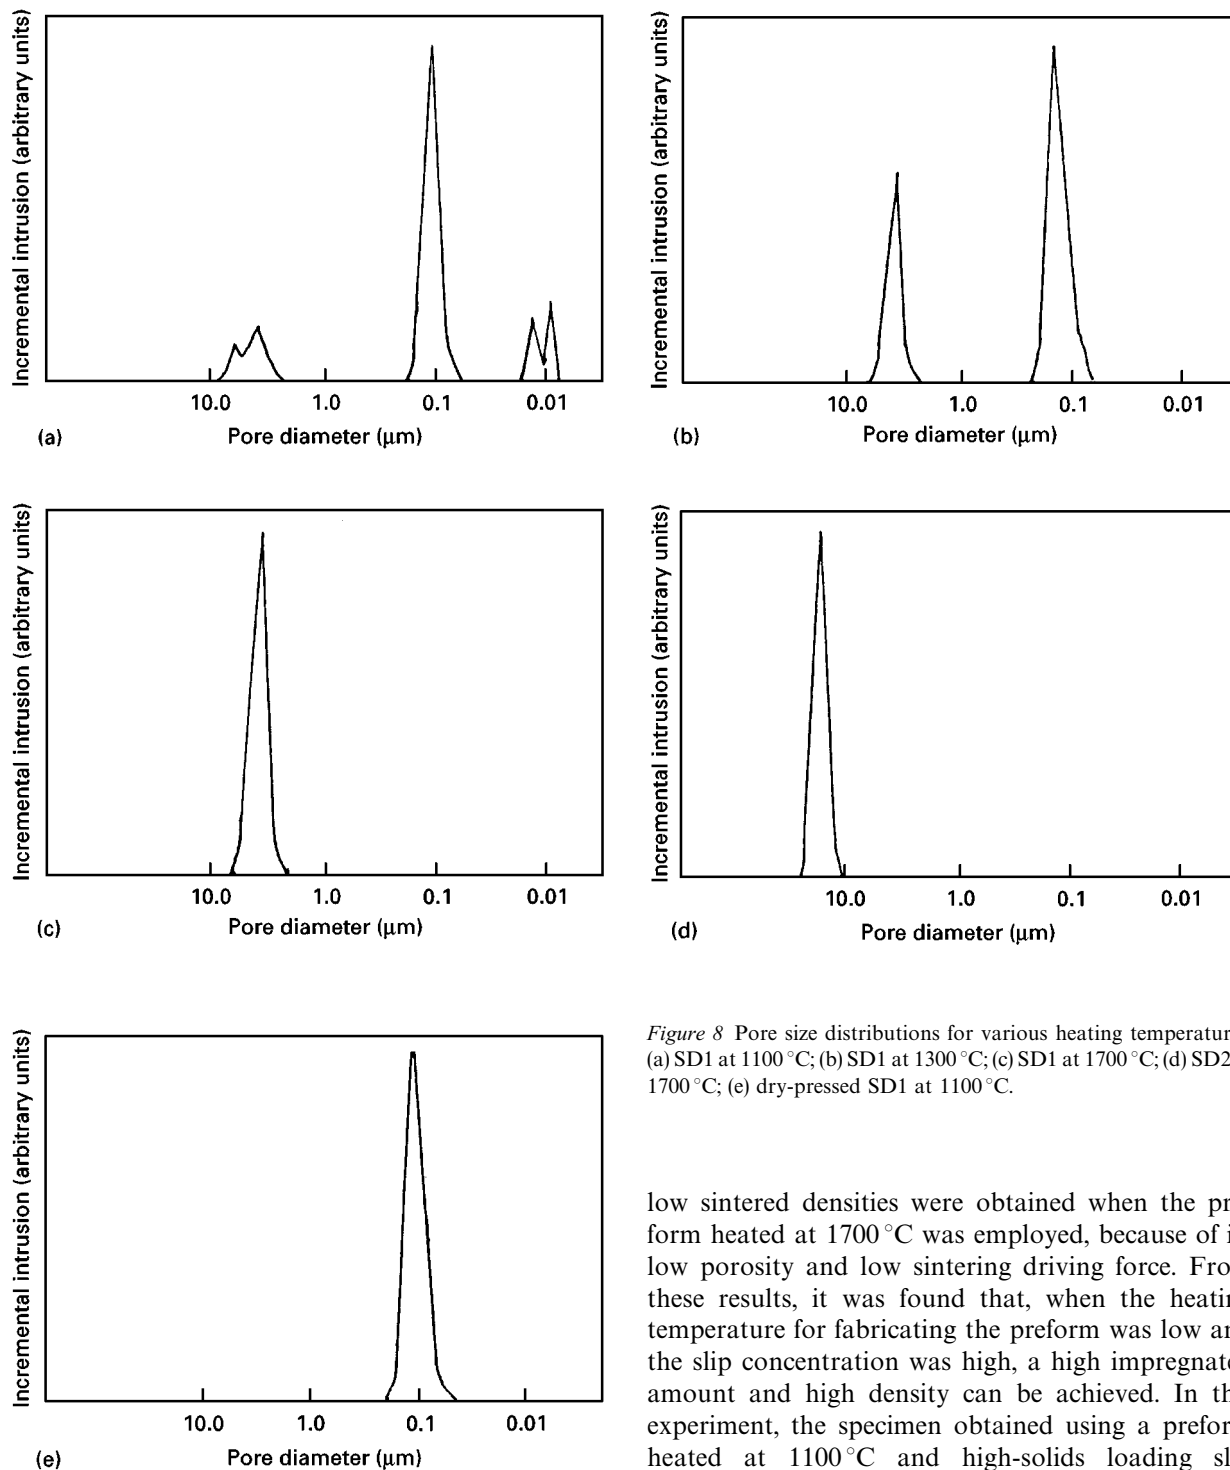 Incremental intrusion (arbitrary units)
10.0 1.0 0.1 0.01
(a) Pore diameter (μm)
Incremental intrusion (arbitrary units)
10.0 1.0 0.1 0.01
(b) Pore diameter (μm)
Incremental intrusion (arbitrary units)
10.0 1.0 0.1 0.01
(c) Pore diameter (μm)
Incremental intrusion (arbitrary units)
10.0 1.0 0.1 0.01
(d) Pore diameter (μm)
Incremental intrusion (arbitrary units)
10.0 1.0 0.1 0.01
(e) Pore diameter (μm)
Figure 8 Pore size distributions for various heating temperatur
(a) SD1 at 1100 °C; (b) SD1 at 1300 °C; (c) SD1 at 1700 °C; (d) SD2
1700 °C; (e) dry-pressed SD1 at 1100 °C.
low sintered densities were obtained when the pr
form heated at 1700 °C was employed, because of i
low porosity and low sintering driving force. Fro
these results, it was found that, when the heatin
temperature for fabricating the preform was low an
the slip concentration was high, a high impregnate
amount and high density can be achieved. In th
experiment, the specimen obtained using a prefor
heated at 1100 °C and high-solids loading sl